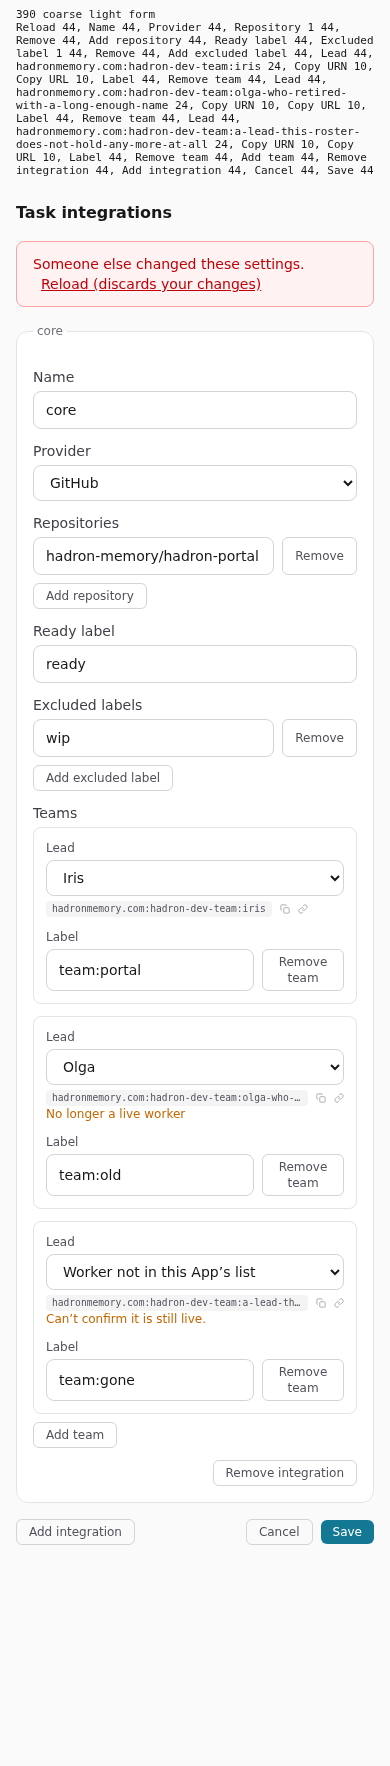 390 coarse light form
Reload 44, Name 44, Provider 44, Repository 1 44,
Remove 44, Add repository 44, Ready label 44, Excluded
label 1 44, Remove 44, Add excluded label 44, Lead 44,
hadronmemory.com:hadron-dev-team:iris 24, Copy URN 10,
Copy URL 10, Label 44, Remove team 44, Lead 44,
hadronmemory.com:hadron-dev-team:olga-who-retired-
with-a-long-enough-name 24, Copy URN 10, Copy URL 10,
Label 44, Remove team 44, Lead 44,
hadronmemory.com:hadron-dev-team:a-lead-this-roster-
does-not-hold-any-more-at-all 24, Copy URN 10, Copy
URL 10, Label 44, Remove team 44, Add team 44, Remove
integration 44, Add integration 44, Cancel 44, Save 44
Task integrations
Someone else changed these settings.
Reload (discards your changes)
core
Name
core
Provider
GitHub
Repositories
hadron-memory/hadron-portal
Remove
Add repository
Ready label
ready
Excluded labels
wip
Remove
Add excluded label
Teams
Lead
Iris
hadronmemory.com:hadron-dev-team:iris
Label
team:portal
Remove
team
Lead
Olga
hadronmemory.com:hadron-dev-team:olga-who-…
No longer a live worker
Label
team:old
Remove
team
Lead
Worker not in this App’s list
hadronmemory.com:hadron-dev-team:a-lead-th…
Can’t confirm it is still live.
Label
team:gone
Remove
team
Add team
Remove integration
Add integration
Cancel
Save